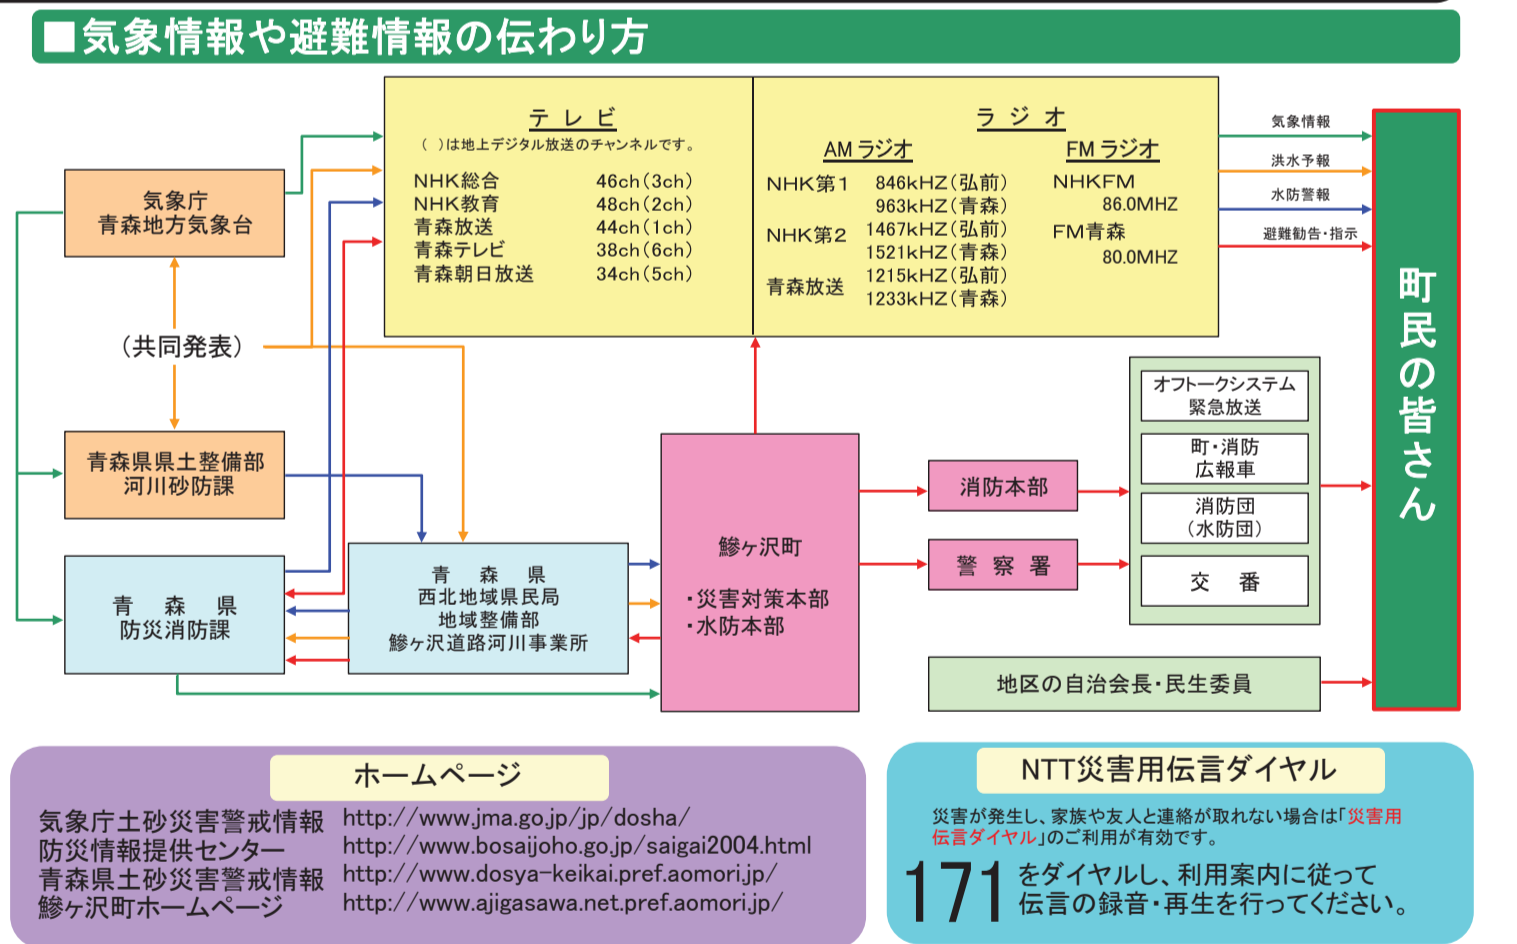 ■気象情報や避難情報の伝わり方
テレビ
( )は地上デジタル放送のチャンネルです。
NHK総合 46ch(3ch)
NHK教育 48ch(2ch)
青森放送 44ch(1ch)
青森テレビ 38ch(6ch)
青森朝日放送 34ch(5ch)
ラジオ
AMラジオ
NHK第1 846kHZ(弘前)
963kHZ(青森)
NHK第2 1467kHZ(弘前)
1521kHZ(青森)
青森放送 1215kHZ(弘前)
1233kHZ(青森)
FMラジオ
NHKFM
86.0MHZ
FM青森
80.0MHZ
気象情報
洪水予報
水防警報
避難勧告・指示
町民の皆さん
気象庁
青森地方気象台
(共同発表)
青森県県土整備部
河川砂防課
青森県
防災消防課
青森県
西北地域県民局
地域整備部
鰺ヶ沢道路河川事業所
鰺ヶ沢町
・災害対策本部
・水防本部
消防本部
警察署
オフトークシステム
緊急放送
町・消防
広報車
消防団
(水防団)
交番
地区の自治会長・民生委員
ホームページ
気象庁土砂災害警戒情報 http://www.jma.go.jp/jp/dosha/
防災情報提供センター http://www.bosaijoho.go.jp/saigai2004.html
青森県土砂災害警戒情報 http://www.dosya-keikai.pref.aomori.jp/
鰺ヶ沢町ホームページ http://www.ajigasawa.net.pref.aomori.jp/
NTT災害用伝言ダイヤル
災害が発生し、家族や友人と連絡が取れない場合は「災害用
伝言ダイヤル」のご利用が有効です。
171をダイヤルし、利用案内に従って
伝言の録音・再生を行ってください。